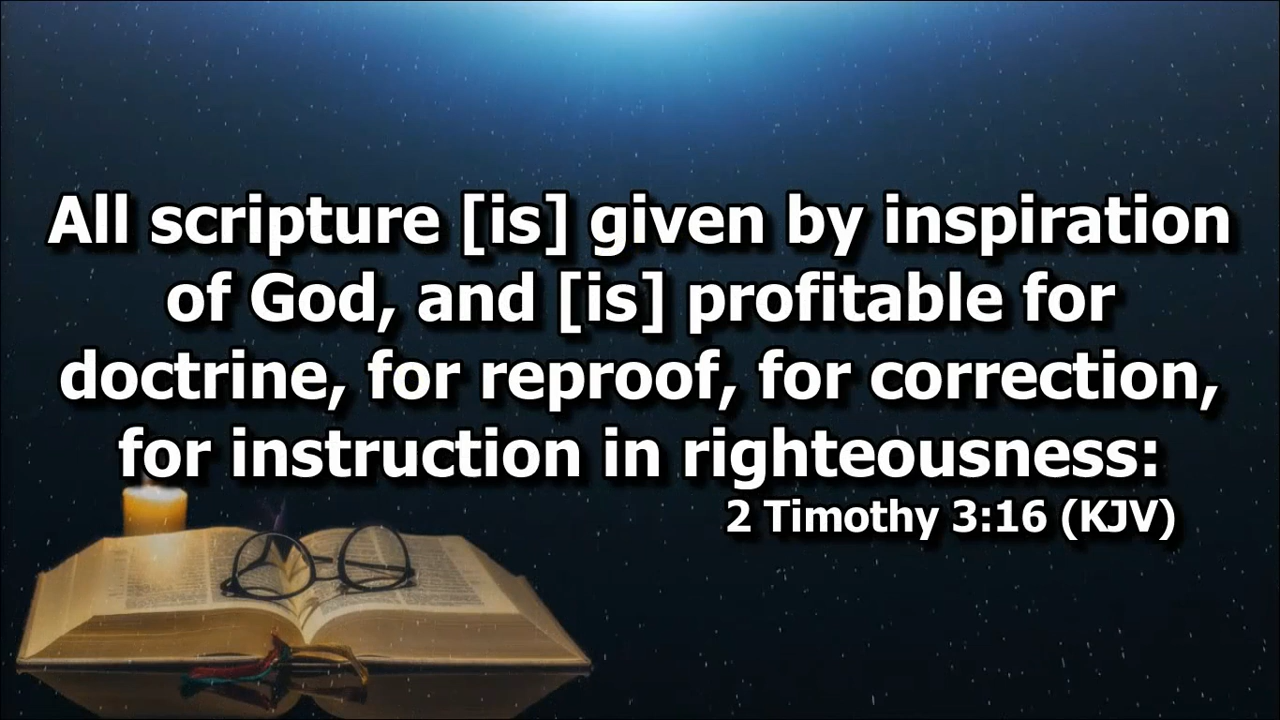 All scripture [is] given by inspiration
of God, and [is] profitable for
doctrine, for reproof, for correction,
for instruction in righteousness:
2 Timothy 3:16 (KJV)